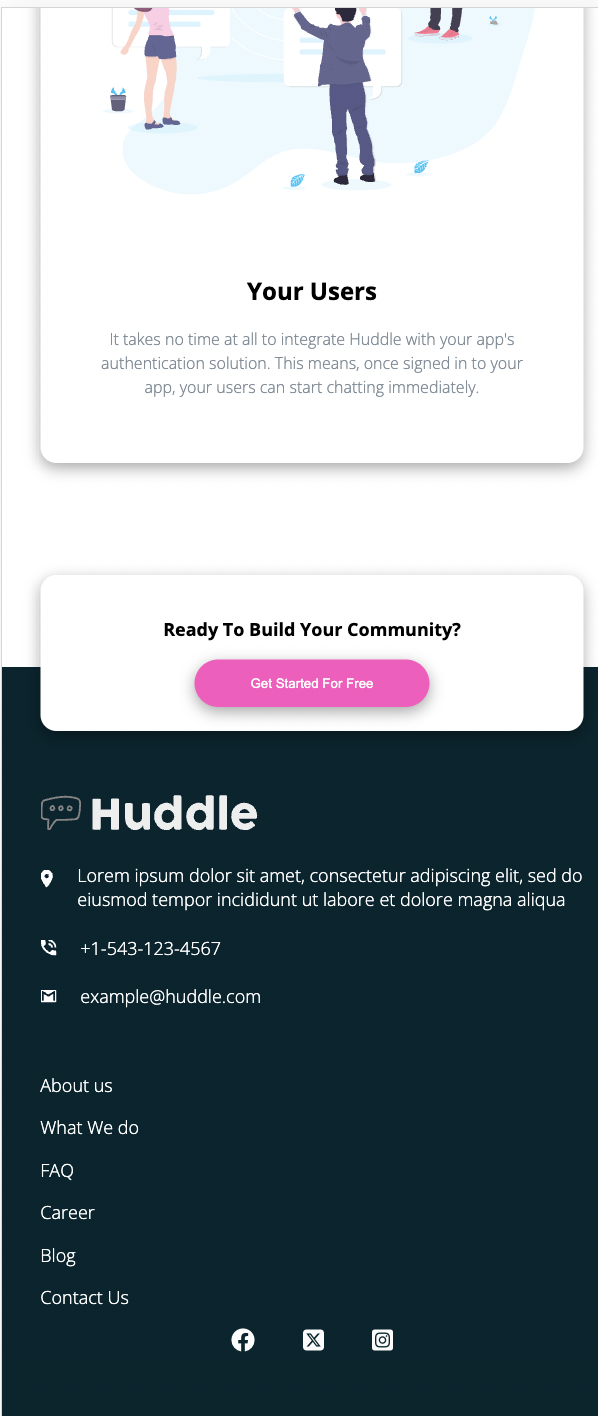 Your Users
It takes no time at all to integrate Huddle with your app's
authentication solution. This means, once signed in to your
app, your users can start chatting immediately.
Ready To Build Your Community?
Get Started For Free
Huddle
Lorem ipsum dolor sit amet, consectetur adipiscing elit, sed do
eiusmod tempor incididunt ut labore et dolore magna aliqua
+1-543-123-4567
example@huddle.com
About us
What We do
FAQ
Career
Blog
Contact Us